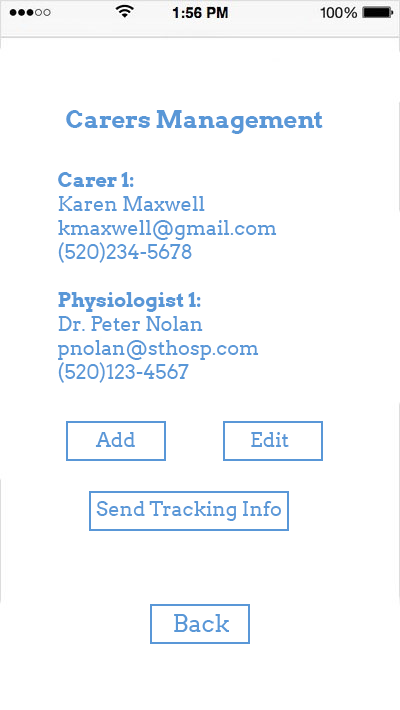 1:56 PM 100%
Carers Management
Carer 1:
Karen Maxwell
kmaxwell@gmail.com
(520)234-5678
Physiologist 1:
Dr. Peter Nolan
pnolan@sthosp.com
(520)123-4567
Add Edit
Send Tracking Info
Back